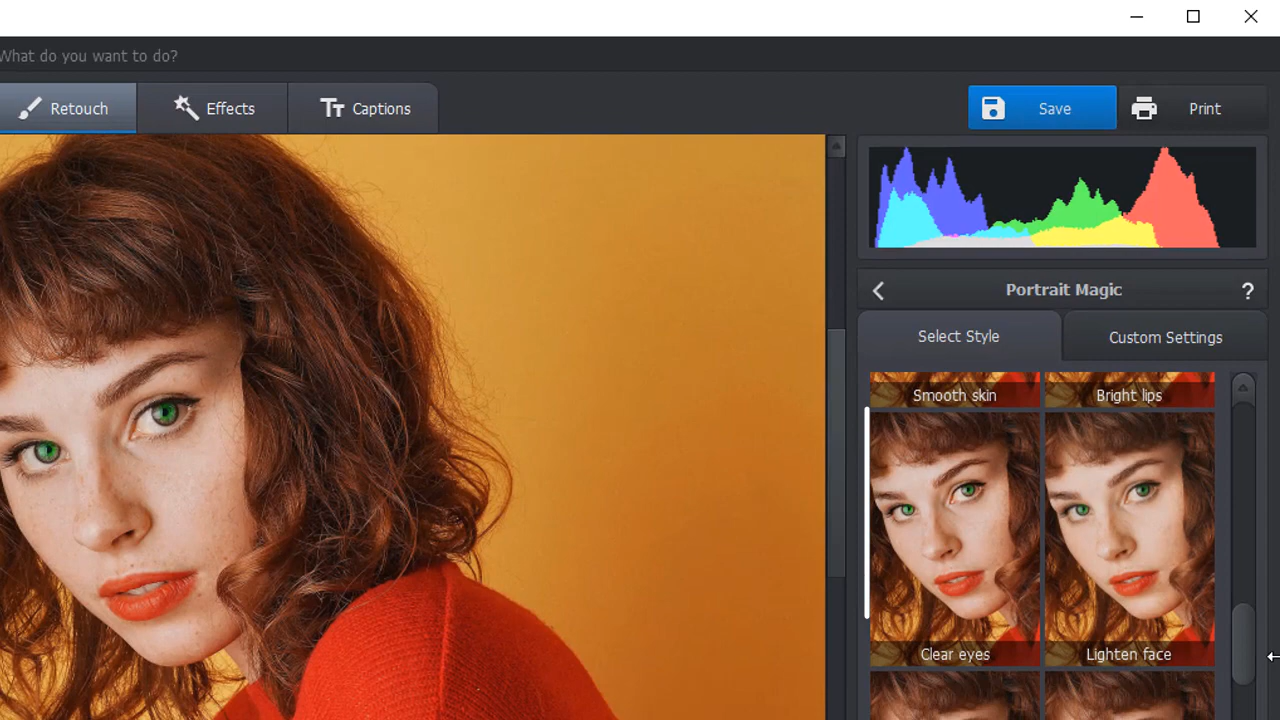 What do you want to do?
Retouch
Effects
Captions
Save
Print
Portrait Magic
?
Select Style
Custom Settings
Smooth skin
Bright lips
Clear eyes
Lighten face